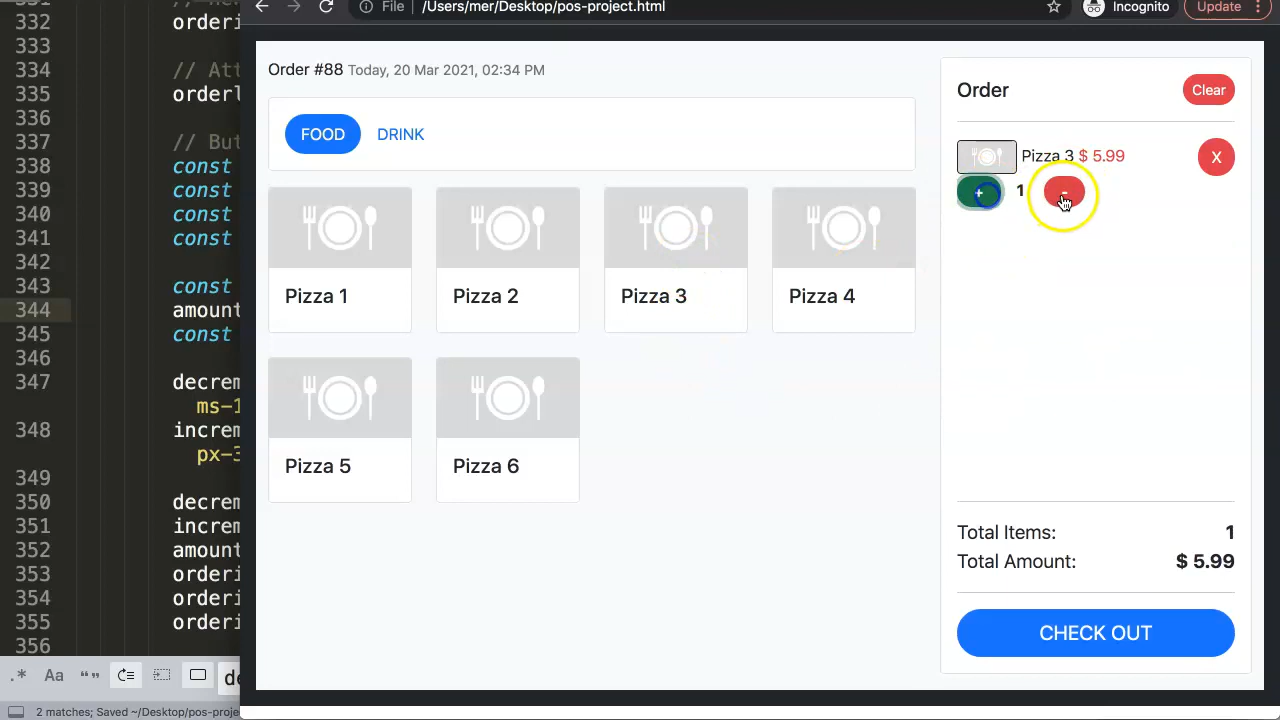 File /Users/mer/Desktop/pos-project.html Incognito Update
332 orderi
333
334 // Att
335 orderl
336
337 // But
338 const
339 const
340 const
341 const
342
343 const
344 amount
345 const
346
347 decrem
ms-1
348 increm
px-3
349
350 decrem
351 increm
352 amount
353 orderi
354 orderi
355 orderi
356
.* Aa “” de
2 matches; Saved ~/Desktop/pos-proje
Order #88 Today, 20 Mar 2021, 02:34 PM
FOOD DRINK
Pizza 1
Pizza 2
Pizza 3
Pizza 4
Pizza 5
Pizza 6
Order Clear
Pizza 3 $ 5.99 X
+ 1 -
Total Items: 1
Total Amount: $ 5.99
CHECK OUT